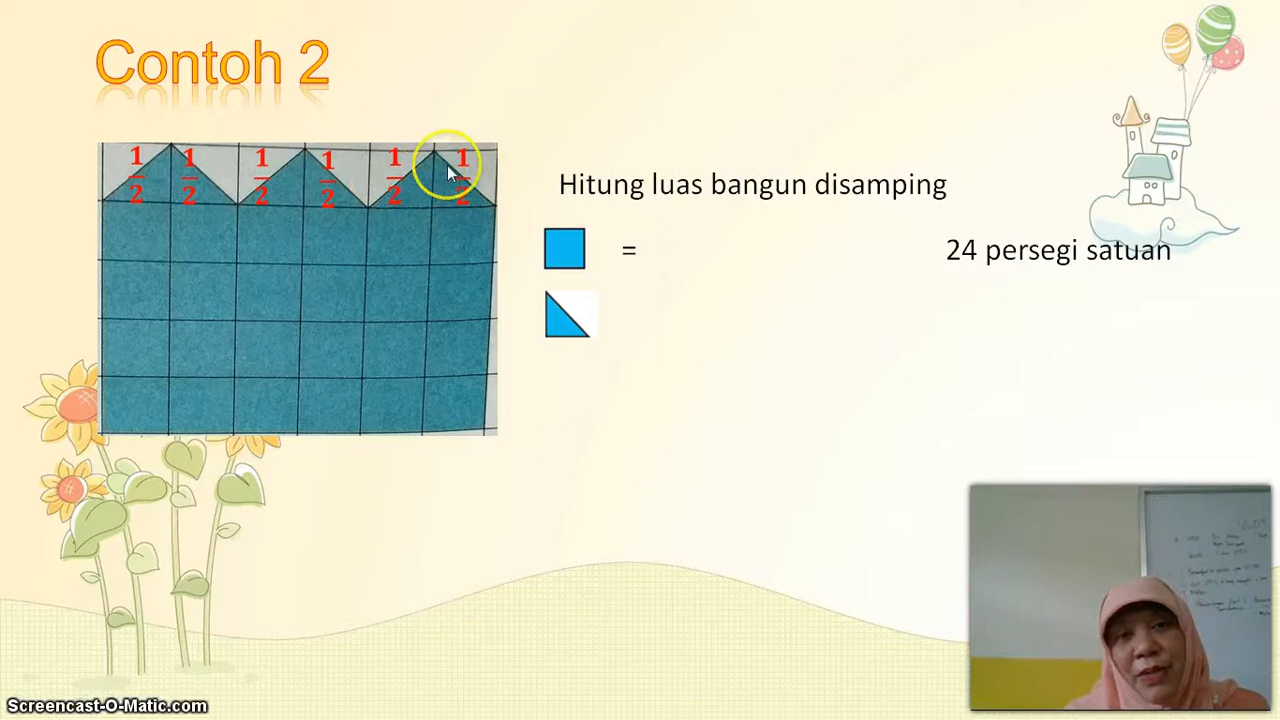 Contoh 2
1/2 1/2 1/2 1/2 1/2 1/2
Hitung luas bangun disamping
= 24 persegi satuan
Screencast-O-Matic.com